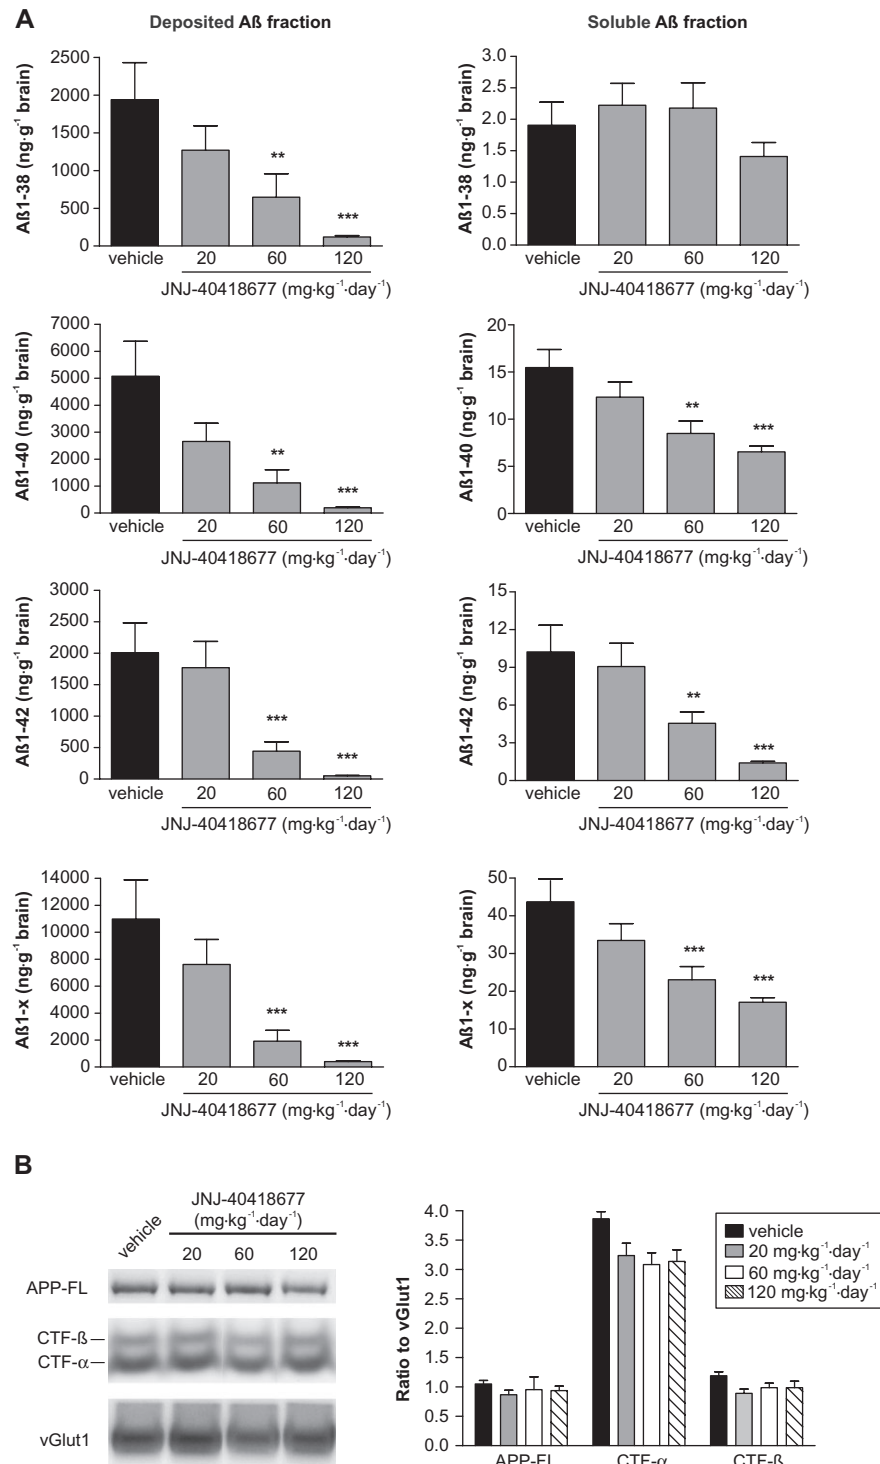 A
Deposited Aß fraction
Soluble Aß fraction
2500
2000
1500
1000
500
0
Aß1-38 (ng·g⁻¹ brain)
**
***
vehicle 20 60 120
JNJ-40418677 (mg·kg⁻¹·day⁻¹)
3.0
2.5
2.0
1.5
1.0
0.5
0.0
Aß1-38 (ng·g⁻¹ brain)
vehicle 20 60 120
JNJ-40418677 (mg·kg⁻¹·day⁻¹)
7000
6000
5000
4000
3000
2000
1000
0
Aß1-40 (ng·g⁻¹ brain)
**
***
vehicle 20 60 120
JNJ-40418677 (mg·kg⁻¹·day⁻¹)
20
15
10
5
0
Aß1-40 (ng·g⁻¹ brain)
**
***
vehicle 20 60 120
JNJ-40418677 (mg·kg⁻¹·day⁻¹)
3000
2500
2000
1500
1000
500
0
Aß1-42 (ng·g⁻¹ brain)
***
***
vehicle 20 60 120
JNJ-40418677 (mg·kg⁻¹·day⁻¹)
15
12
9
6
3
0
Aß1-42 (ng·g⁻¹ brain)
**
***
vehicle 20 60 120
JNJ-40418677 (mg·kg⁻¹·day⁻¹)
14000
12000
10000
8000
6000
4000
2000
0
Aß1-x (ng·g⁻¹ brain)
***
***
vehicle 20 60 120
JNJ-40418677 (mg·kg⁻¹·day⁻¹)
50
40
30
20
10
0
Aß1-x (ng·g⁻¹ brain)
***
***
vehicle 20 60 120
JNJ-40418677 (mg·kg⁻¹·day⁻¹)
B
JNJ-40418677
(mg·kg⁻¹·day⁻¹)
vehicle 20 60 120
APP-FL
CTF-ß
CTF-α
vGlut1
4.0
3.5
3.0
2.5
2.0
1.5
1.0
0.5
0.0
Ratio to vGlut1
vehicle
20 mg·kg⁻¹·day⁻¹
60 mg·kg⁻¹·day⁻¹
120 mg·kg⁻¹·day⁻¹
APP-FL CTF-α CTF-ß